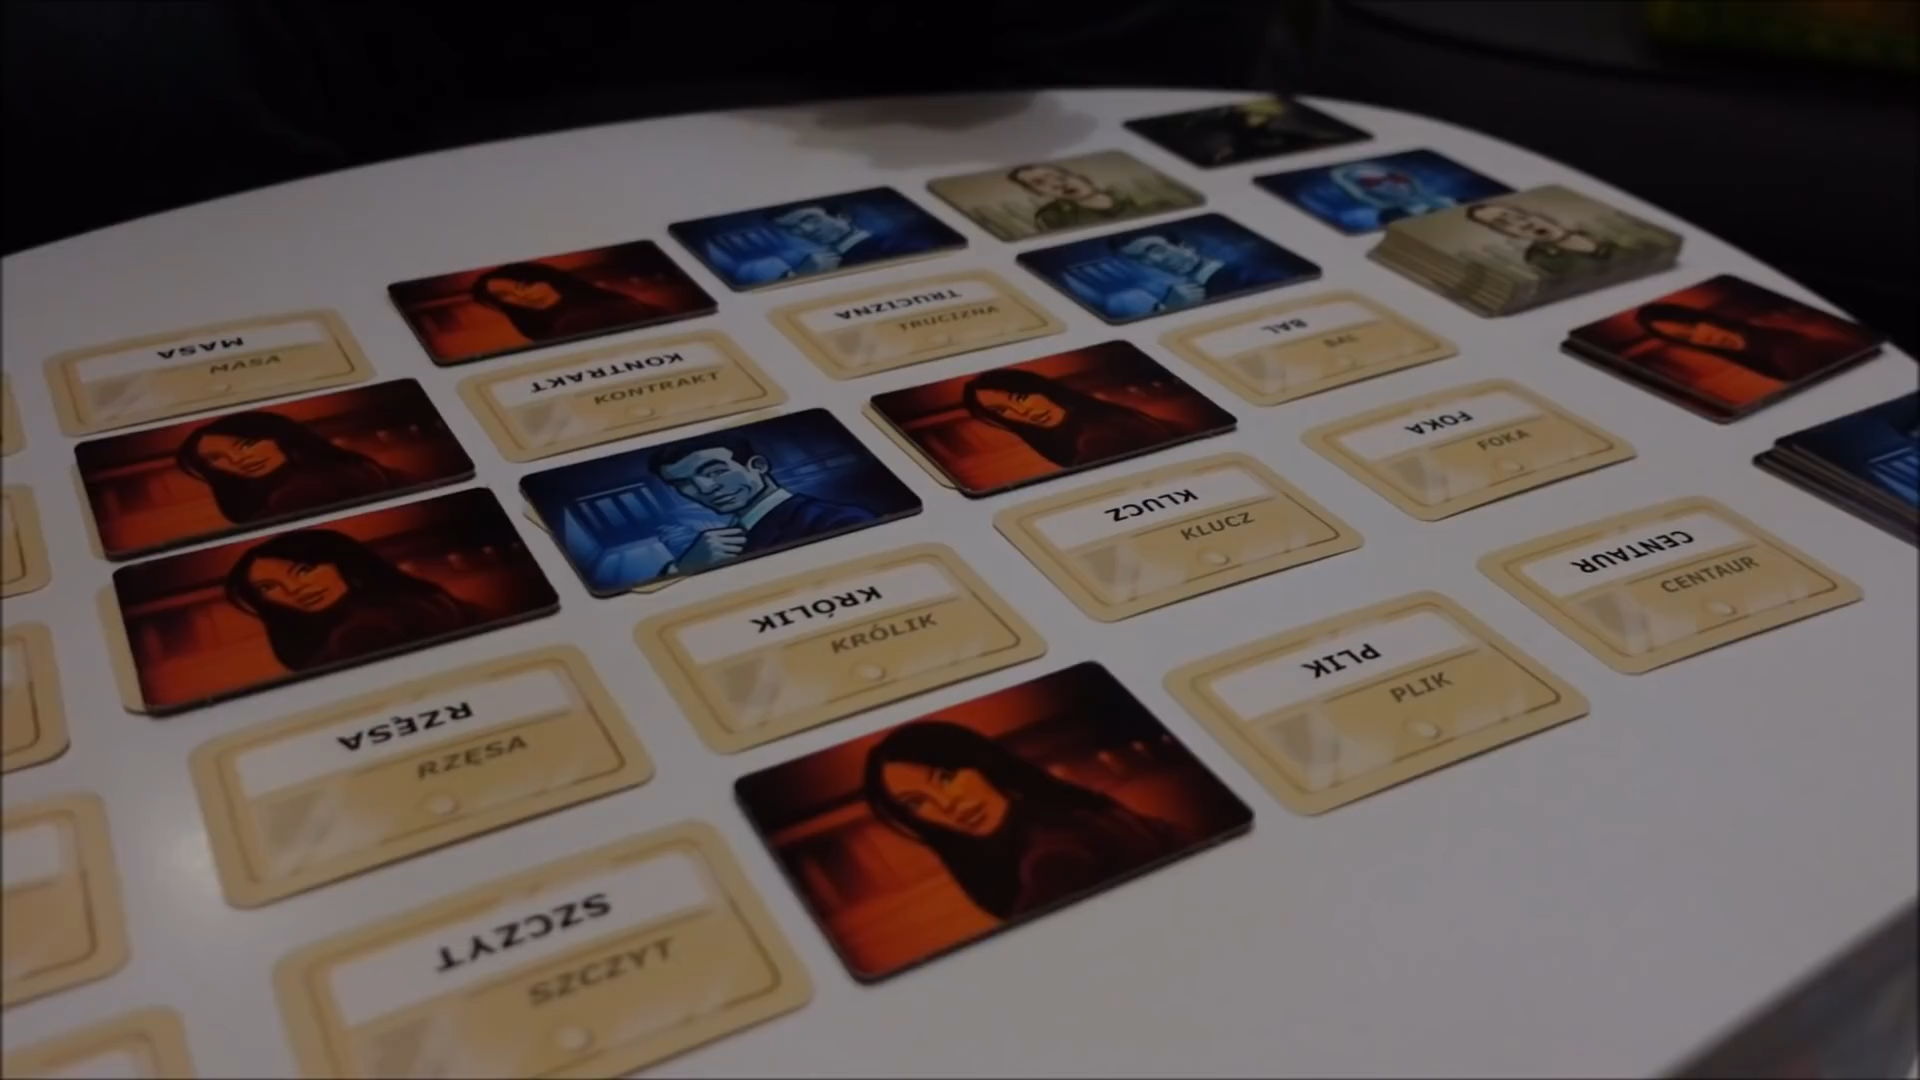 MASA
MASA
KONTRAKT
KONTRAKT
TRUCIZNA
TRUCIZNA
BAL
BAL
FOKA
FOKA
KLUCZ
KLUCZ
CENTAUR
CENTAUR
KRÓLIK
KRÓLIK
PLIK
PLIK
RZĘSA
RZĘSA
SZCZYT
SZCZYT